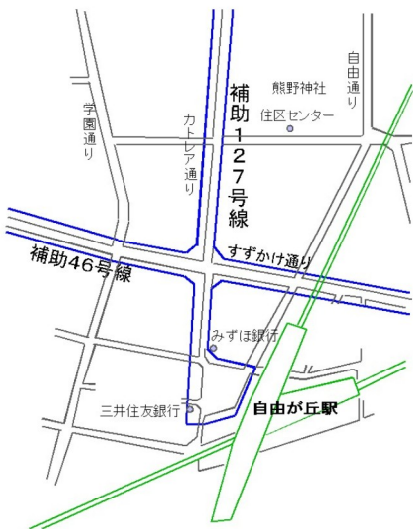 自由通り
熊野神社
住区センター
学園通り
カトレア通り
補助127号線
すずかけ通り
補助46号線
みずほ銀行
三井住友銀行
自由が丘駅